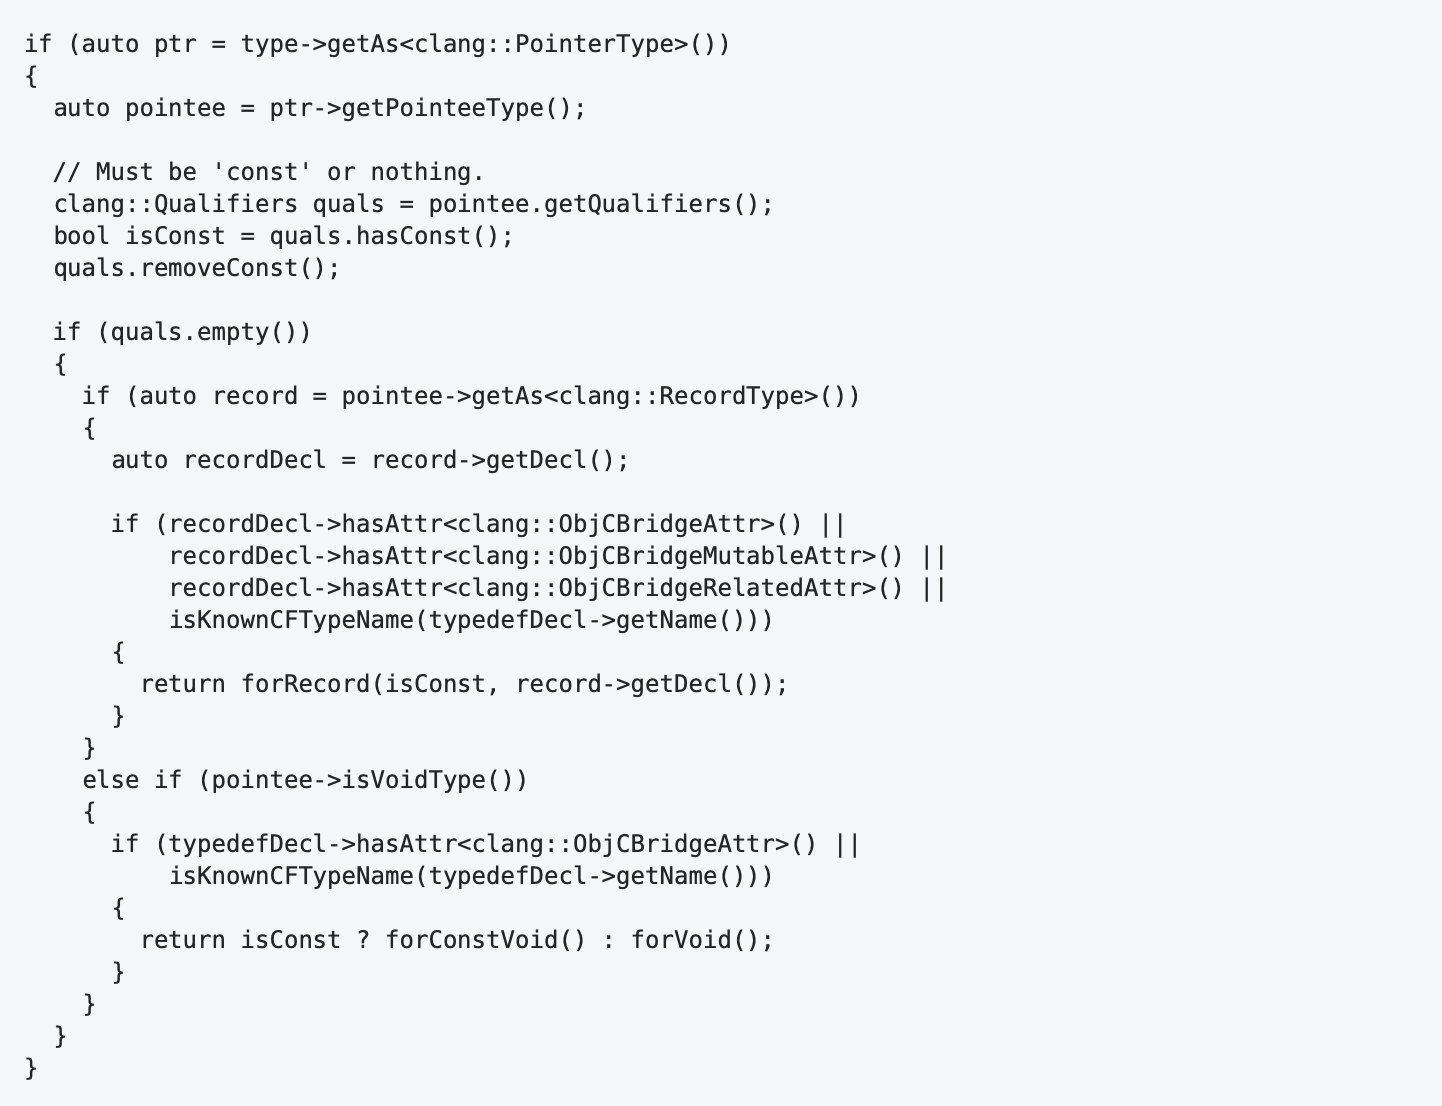 if (auto ptr = type->getAs<clang::PointerType>())
{
  auto pointee = ptr->getPointeeType();

  // Must be 'const' or nothing.
  clang::Qualifiers quals = pointee.getQualifiers();
  bool isConst = quals.hasConst();
  quals.removeConst();

  if (quals.empty())
  {
    if (auto record = pointee->getAs<clang::RecordType>())
    {
      auto recordDecl = record->getDecl();

      if (recordDecl->hasAttr<clang::ObjCBridgeAttr>() ||
          recordDecl->hasAttr<clang::ObjCBridgeMutableAttr>() ||
          recordDecl->hasAttr<clang::ObjCBridgeRelatedAttr>() ||
          isKnownCFTypeName(typedefDecl->getName()))
      {
        return forRecord(isConst, record->getDecl());
      }
    }
    else if (pointee->isVoidType())
    {
      if (typedefDecl->hasAttr<clang::ObjCBridgeAttr>() ||
          isKnownCFTypeName(typedefDecl->getName()))
      {
        return isConst ? forConstVoid() : forVoid();
      }
    }
  }
}